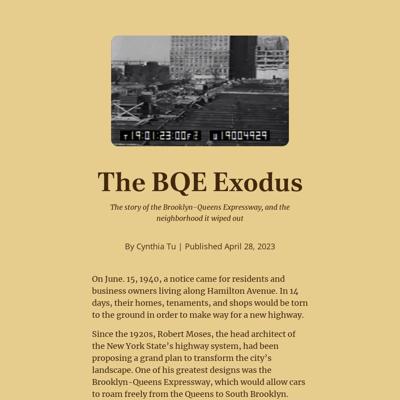 T 19:01:23:00F2 W 19004929
The BQE Exodus
The story of the Brooklyn-Queens Expressway, and the
neighborhood it wiped out
By Cynthia Tu | Published April 28, 2023
On June. 15, 1940, a notice came for residents and
business owners living along Hamilton Avenue. In 14
days, their homes, tenaments, and shops would be torn
to the ground in order to make way for a new highway.
Since the 1920s, Robert Moses, the head architect of
the New York State's highway system, had been
proposing a grand plan to transform the city's
landscape. One of his greatest designs was the
Brooklyn-Queens Expressway, which would allow cars
to roam freely from the Queens to South Brooklyn.